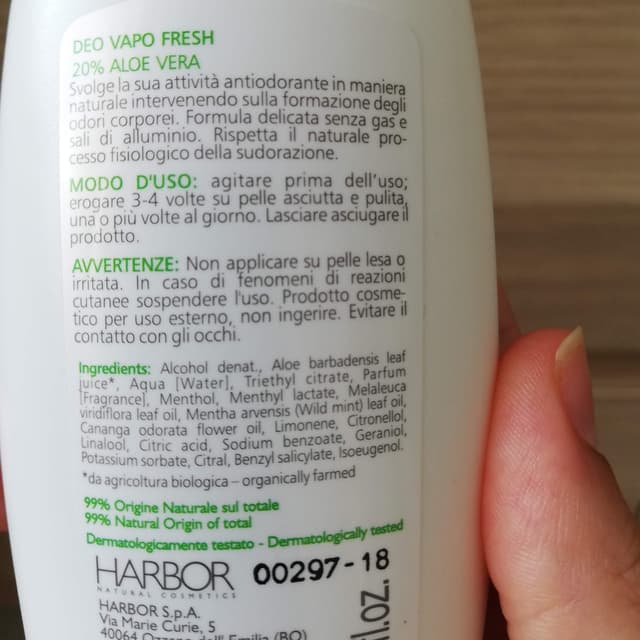 DEO VAPO FRESH
20% ALOE VERA
Svolge la sua attività antiodorante in maniera
naturale intervenendo sulla formazione degli
odori corporei. Formula delicata senza gas e
sali di alluminio. Rispetta il naturale pro-
cesso fisiologico della sudorazione.
MODO D'USO: agitare prima dell'uso;
erogare 3-4 volte su pelle asciutta e pulita,
una o più volte al giorno. Lasciare asciugare il
prodotto.
AVVERTENZE: Non applicare su pelle lesa o
irritata. In caso di fenomeni di reazioni
cutanee sospendere l'uso. Prodotto cosme-
tico per uso esterno, non ingerire. Evitare il
contatto con gli occhi.
Ingredients: Alcohol denat., Aloe barbadensis leaf
juice*, Aqua [Water], Triethyl citrate, Parfum
[Fragrance], Menthol, Menthyl lactate, Melaleuca
viridiflora leaf oil, Mentha arvensis (Wild mint) leaf oil,
Cananga odorata flower oil, Limonene, Citronellol,
Linalool, Citric acid, Sodium benzoate, Geraniol,
Potassium sorbate, Citral, Benzyl salicylate, Isoeugenol.
*da agricoltura biologica – organically farmed
99% Origine Naturale sul totale
99% Natural Origin of total
Dermatologicamente testato - Dermatologically tested
HARBOR 00297-18
NATURAL COSMETICS
HARBOR S.p.A.
Via Marie Curie, 5
40064 Ozzano dell'Emilia (BO)
fl.oz.